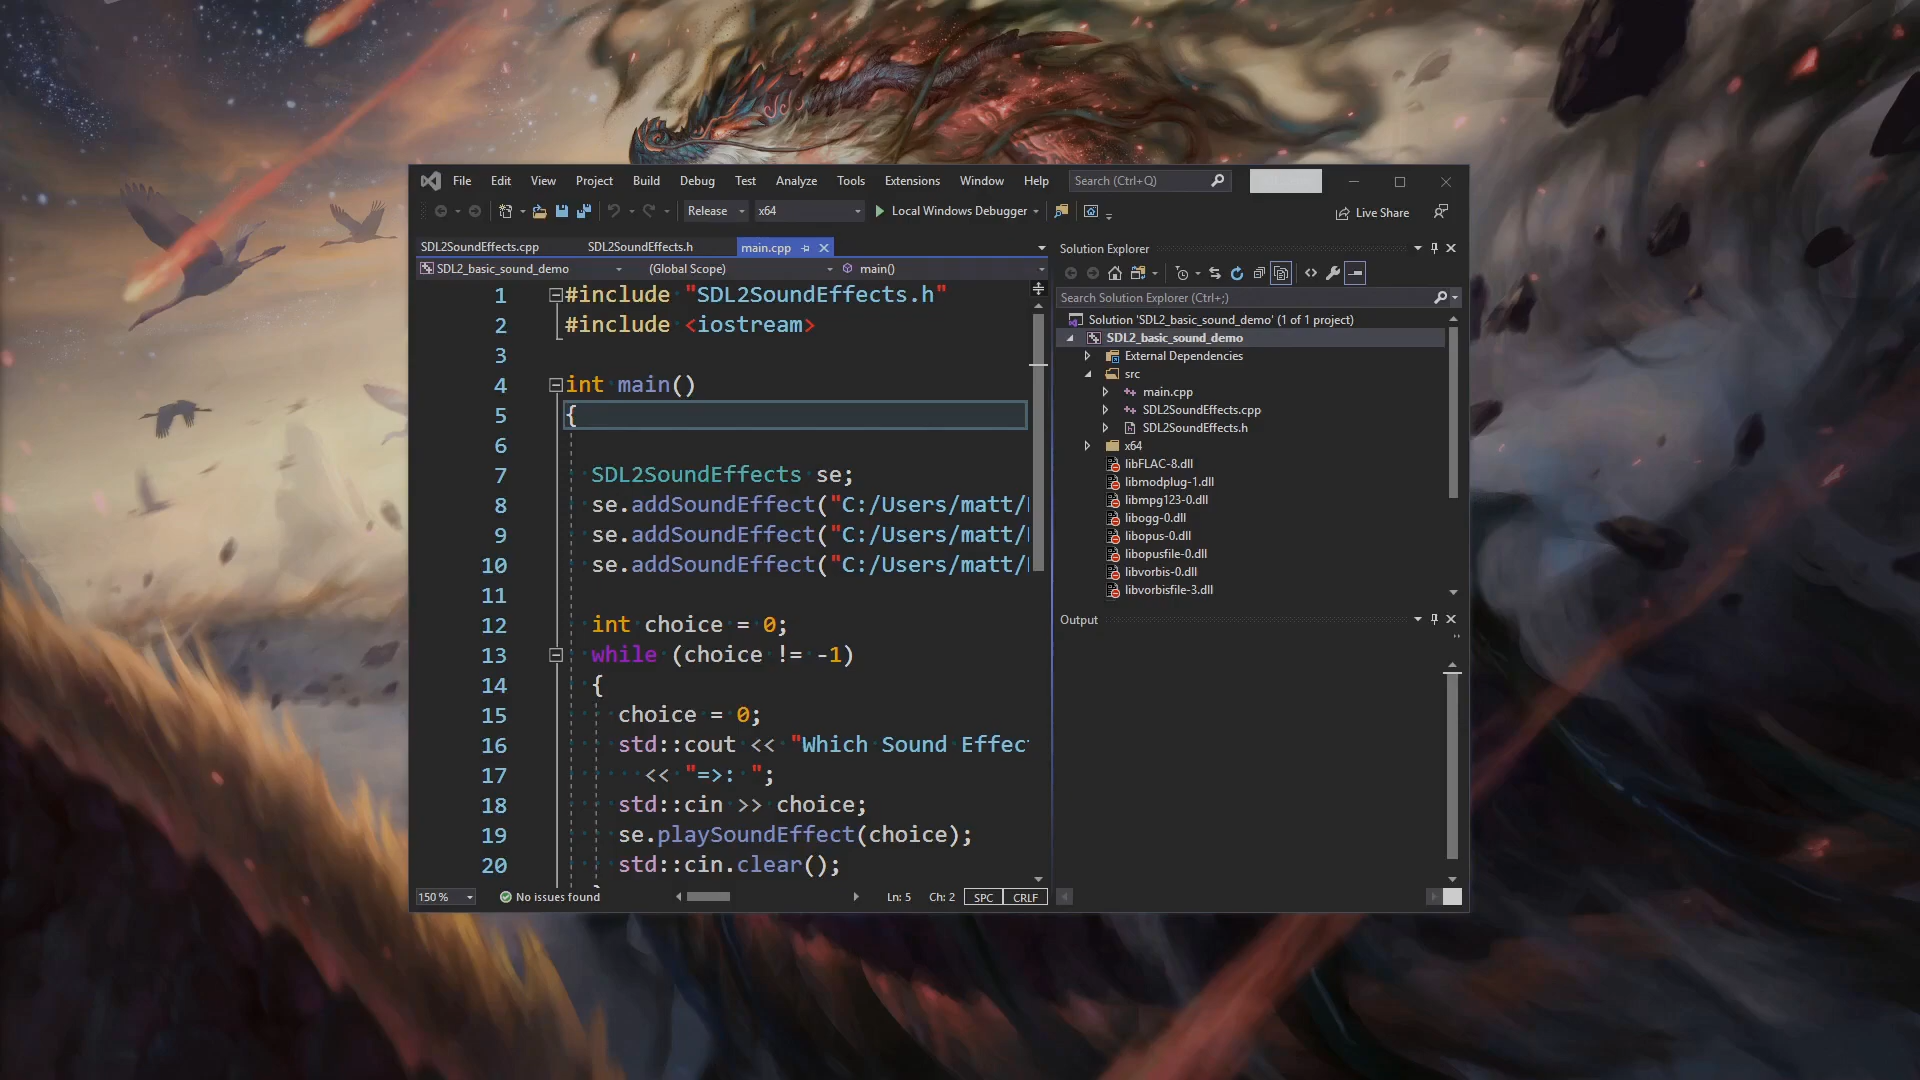 File Edit View Project Build Debug Test Analyze Tools Extensions Window Help Search (Ctrl+Q)
Release x64 Local Windows Debugger Live Share
SDL2SoundEffects.cpp SDL2SoundEffects.h main.cpp
SDL2_basic_sound_demo (Global Scope) main()
1 #include "SDL2SoundEffects.h"
2 #include <iostream>
3
4 int main()
5 {
6
7 SDL2SoundEffects se;
8 se.addSoundEffect("C:/Users/matt/
9 se.addSoundEffect("C:/Users/matt/
10 se.addSoundEffect("C:/Users/matt/
11
12 int choice = 0;
13 while (choice != -1)
14 {
15 choice = 0;
16 std::cout << "Which Sound Effec
17 << "=>: ";
18 std::cin >> choice;
19 se.playSoundEffect(choice);
20 std::cin.clear();
150 % No issues found Ln: 5 Ch: 2 SPC CRLF
Solution Explorer
Search Solution Explorer (Ctrl+;)
Solution 'SDL2_basic_sound_demo' (1 of 1 project)
SDL2_basic_sound_demo
External Dependencies
src
main.cpp
SDL2SoundEffects.cpp
SDL2SoundEffects.h
x64
libFLAC-8.dll
libmodplug-1.dll
libmpg123-0.dll
libogg-0.dll
libopus-0.dll
libopusfile-0.dll
libvorbis-0.dll
libvorbisfile-3.dll
Output